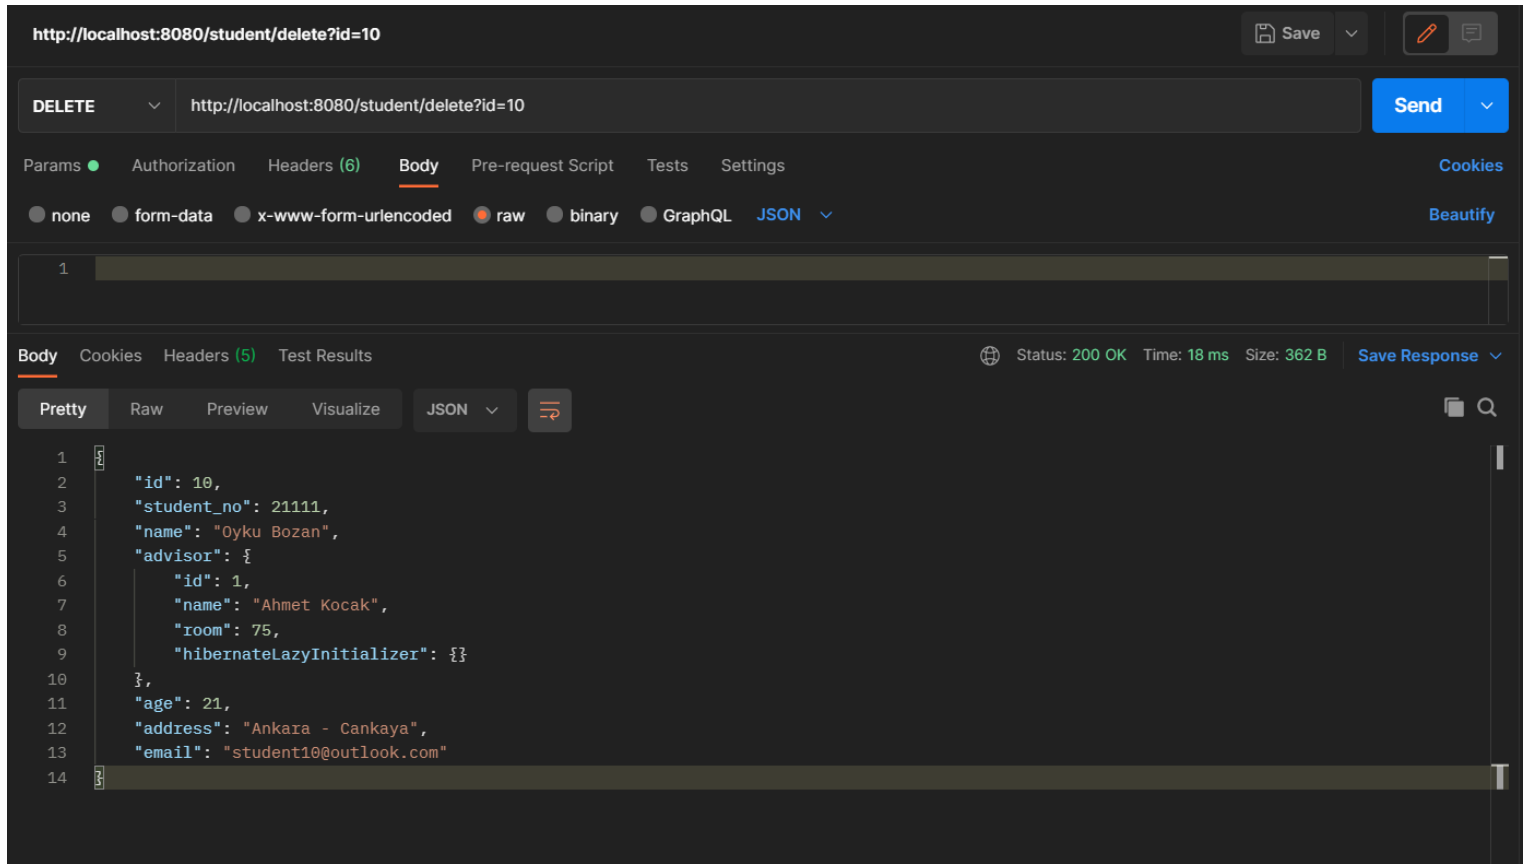 http://localhost:8080/student/delete?id=10
Save
DELETE http://localhost:8080/student/delete?id=10 Send
Params Authorization Headers (6) Body Pre-request Script Tests Settings Cookies
none form-data x-www-form-urlencoded raw binary GraphQL JSON Beautify
1
Body Cookies Headers (5) Test Results Status: 200 OK Time: 18 ms Size: 362 B Save Response
Pretty Raw Preview Visualize JSON
1 {
2 "id": 10,
3 "student_no": 21111,
4 "name": "Oyku Bozan",
5 "advisor": {
6 "id": 1,
7 "name": "Ahmet Kocak",
8 "room": 75,
9 "hibernateLazyInitializer": {}
10 },
11 "age": 21,
12 "address": "Ankara - Cankaya",
13 "email": "student10@outlook.com"
14 }